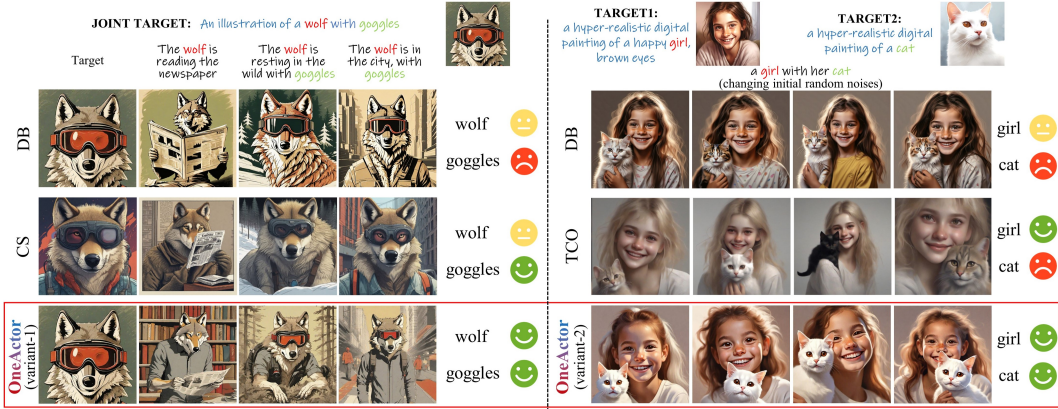 JOINT TARGET: An illustration of a wolf with goggles
Target
The wolf is
reading the
newspaper
The wolf is
resting in the
wild with goggles
The wolf is in
the city, with
goggles
DB
wolf
goggles
CS
wolf
goggles
OneActor
(variant-1)
wolf
goggles
TARGET1:
a hyper-realistic digital
painting of a happy girl,
brown eyes
TARGET2:
a hyper-realistic digital
painting of a cat
a girl with her cat
(changing initial random noises)
DB
girl
cat
TCO
girl
cat
OneActor
(variant-2)
girl
cat